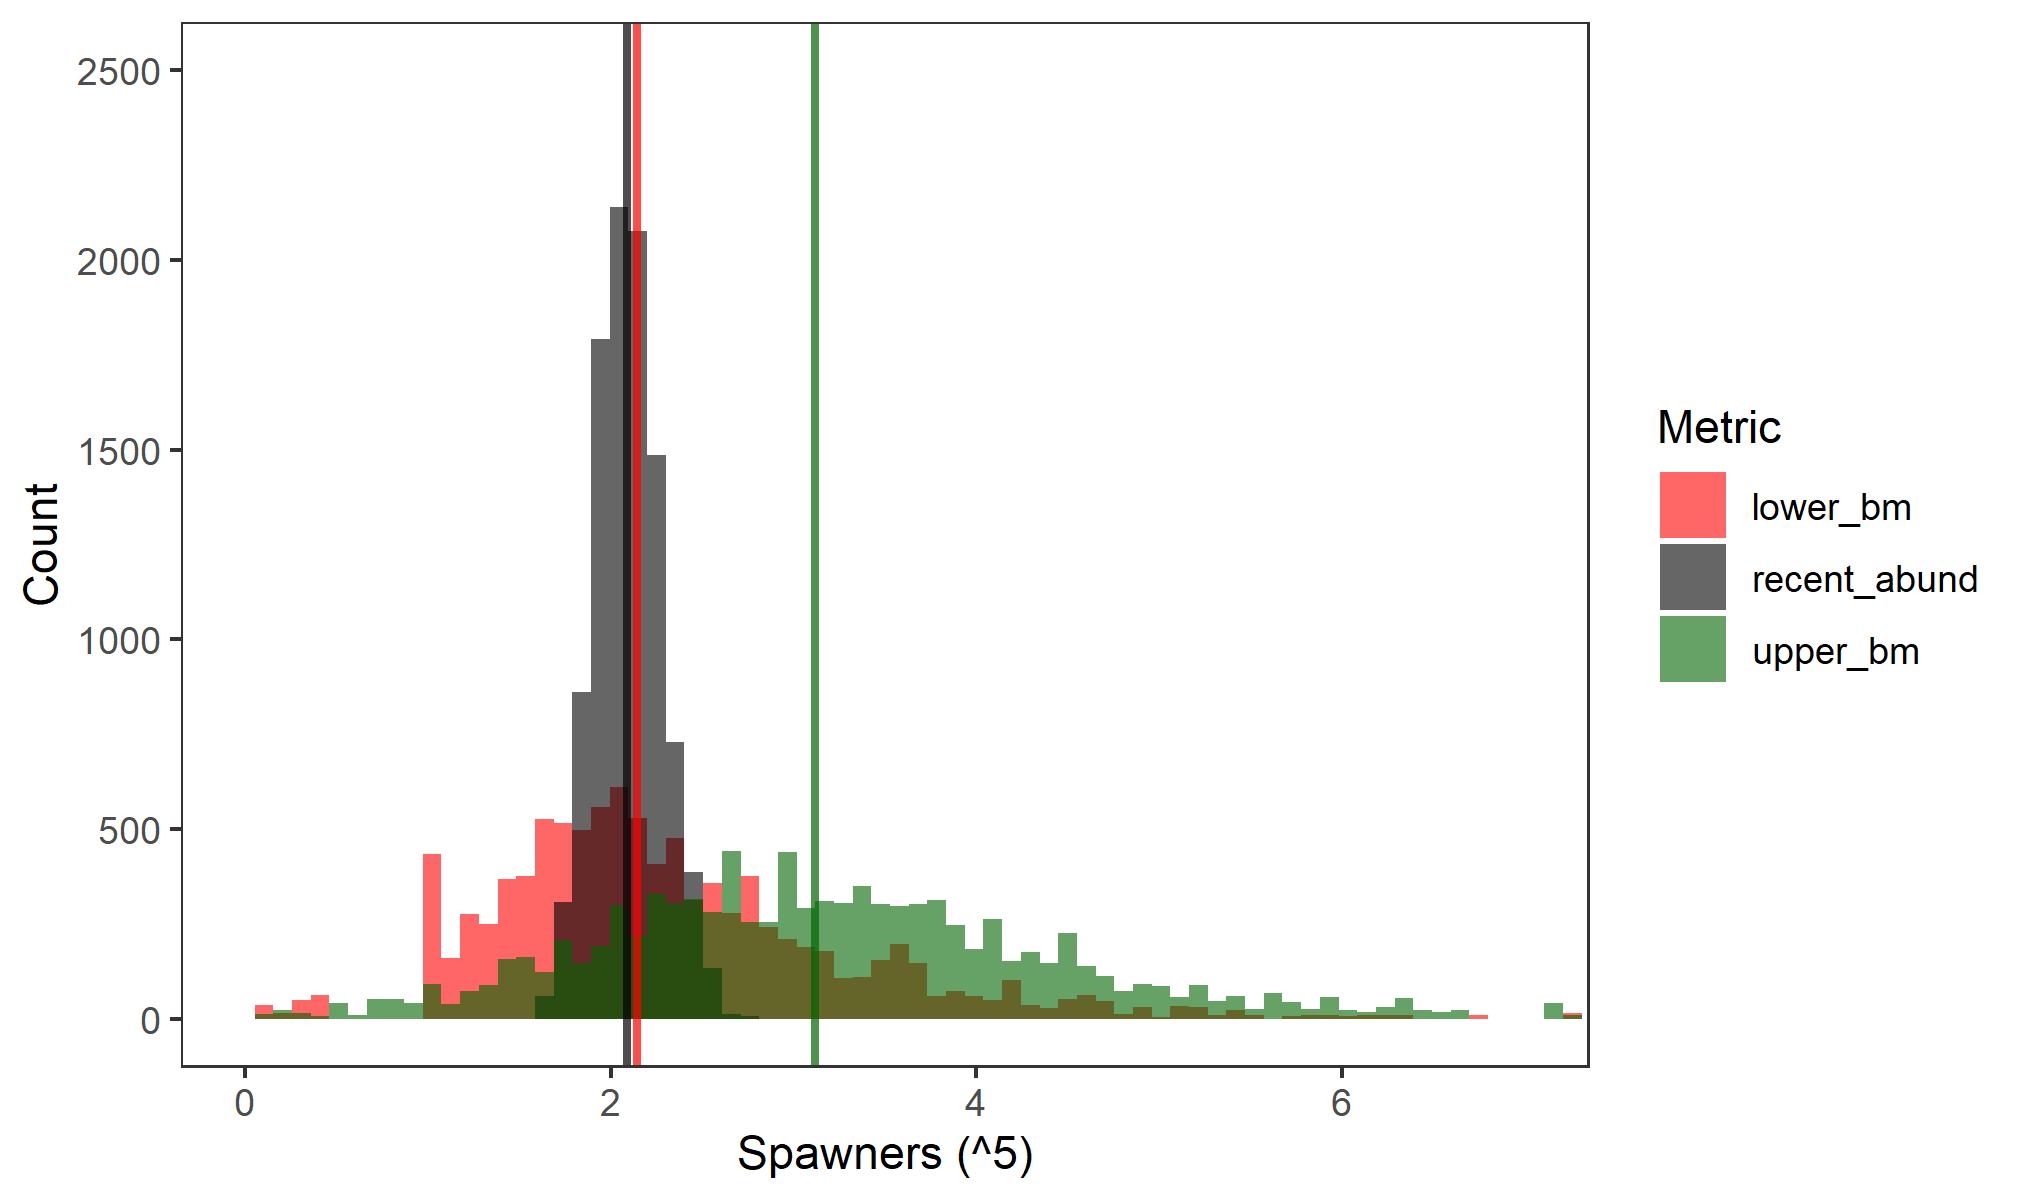 2500
2000
1500
1000
500
0
Count
0 2 4 6
Spawners (^5)
Metric
lower_bm
recent_abund
upper_bm